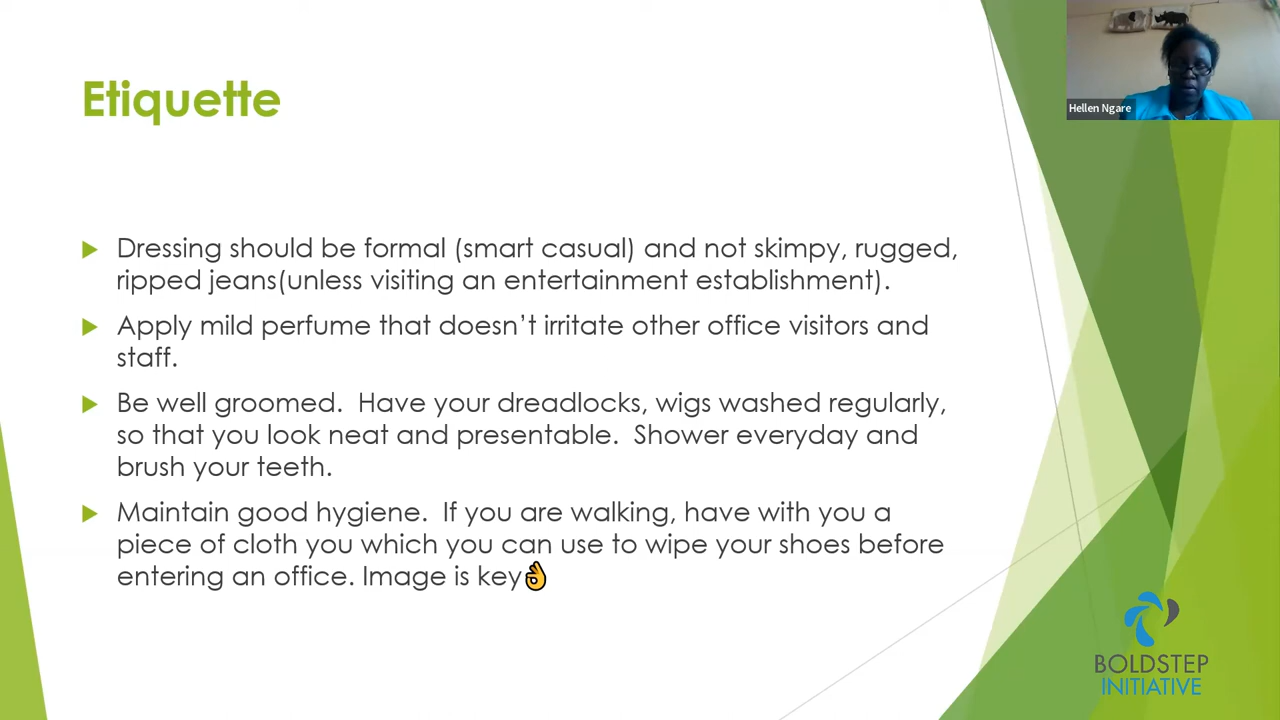 Etiquette
Hellen Ngare
Dressing should be formal (smart casual) and not skimpy, rugged,
ripped jeans(unless visiting an entertainment establishment).
Apply mild perfume that doesn’t irritate other office visitors and
staff.
Be well groomed.  Have your dreadlocks, wigs washed regularly,
so that you look neat and presentable.  Shower everyday and
brush your teeth.
Maintain good hygiene.  If you are walking, have with you a
piece of cloth you which you can use to wipe your shoes before
entering an office. Image is key👌
BOLDSTEP
INITIATIVE